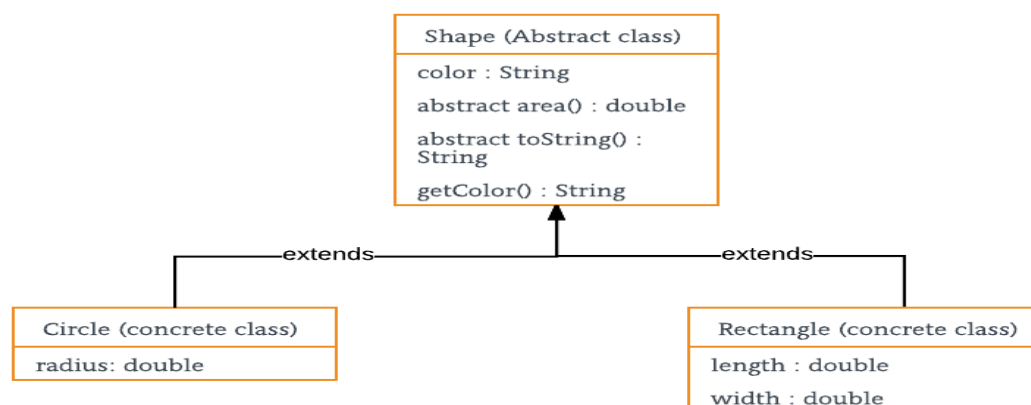 Shape (Abstract class)
color : String
abstract area() : double
abstract toString() :
String
getColor() : String
extends
extends
Circle (concrete class)
radius: double
Rectangle (concrete class)
length : double
width : double